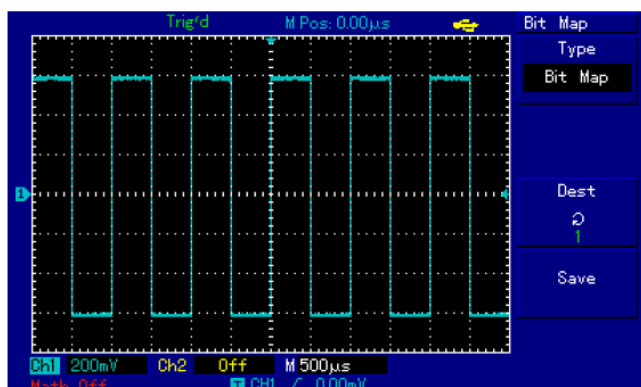 Trig'd M Pos: 0.00µs Bit Map
Type
Bit Map
1
Dest
1
Save
Ch1 200mV Ch2 Off M 500µs
Math Off T CH1 / 0.00mV